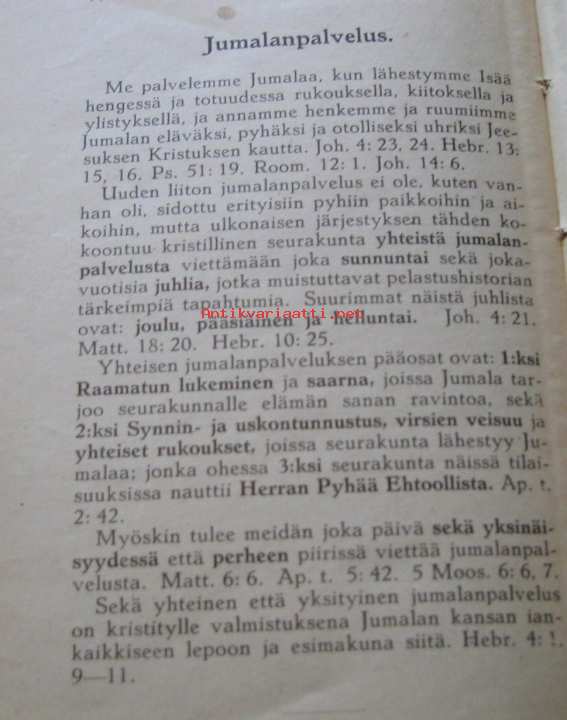 Jumalanpalvelus.
Me palvelemme Jumalaa, kun lähestymme Isää
hengessä ja totuudessa rukouksella, kiitoksella ja
ylistyksellä, ja annamme henkemme ja ruumiimme
Jumalan eläväksi, pyhäksi ja otolliseksi uhriksi Jee-
suksen Kristuksen kautta. Joh. 4: 23, 24. Hebr. 13:
15, 16. Ps. 51: 19. Room. 12: 1. Joh. 14: 6.
Uuden liiton jumalanpalvelus ei ole, kuten van-
han oli, sidottu erityisiin pyhiin paikkoihin ja ai-
koihin, mutta ulkonaisen järjestyksen tähden ko-
koontuu kristillinen seurakunta yhteistä jumalan-
palvelusta viettämään joka sunnuntai sekä joka-
vuotisia juhlia, jotka muistuttavat pelastushistorian
tärkeimpiä tapahtumia. Suurimmat näistä juhlista
ovat: joulu, pääsiäinen ja helluntai. Joh. 4: 21.
Matt. 18: 20. Hebr. 10: 25.
Antikvariaatti.net
Yhteisen jumalanpalveluksen pääosat ovat: 1:ksi
Raamatun lukeminen ja saarna, joissa Jumala tar-
joo seurakunnalle elämän sanan ravintoa, sekä
2:ksi Synnin- ja uskontunnustus, virsien veisuu ja
yhteiset rukoukset, joissa seurakunta lähestyy Ju-
malaa; jonka ohessa 3:ksi seurakunta näissä tilai-
suuksissa nauttii Herran Pyhää Ehtoollista. Ap. t.
2: 42.
Myöskin tulee meidän joka päivä sekä yksinäi-
syydessä että perheen piirissä viettää jumalanpal-
velusta. Matt. 6: 6. Ap. t. 5: 42. 5 Moos. 6: 6, 7.
Sekä yhteinen että yksityinen jumalanpalvelus
on kristitylle valmistuksena Jumalan kansan ian-
kaikkiseen lepoon ja esimakuna siitä. Hebr. 4:
9—11.